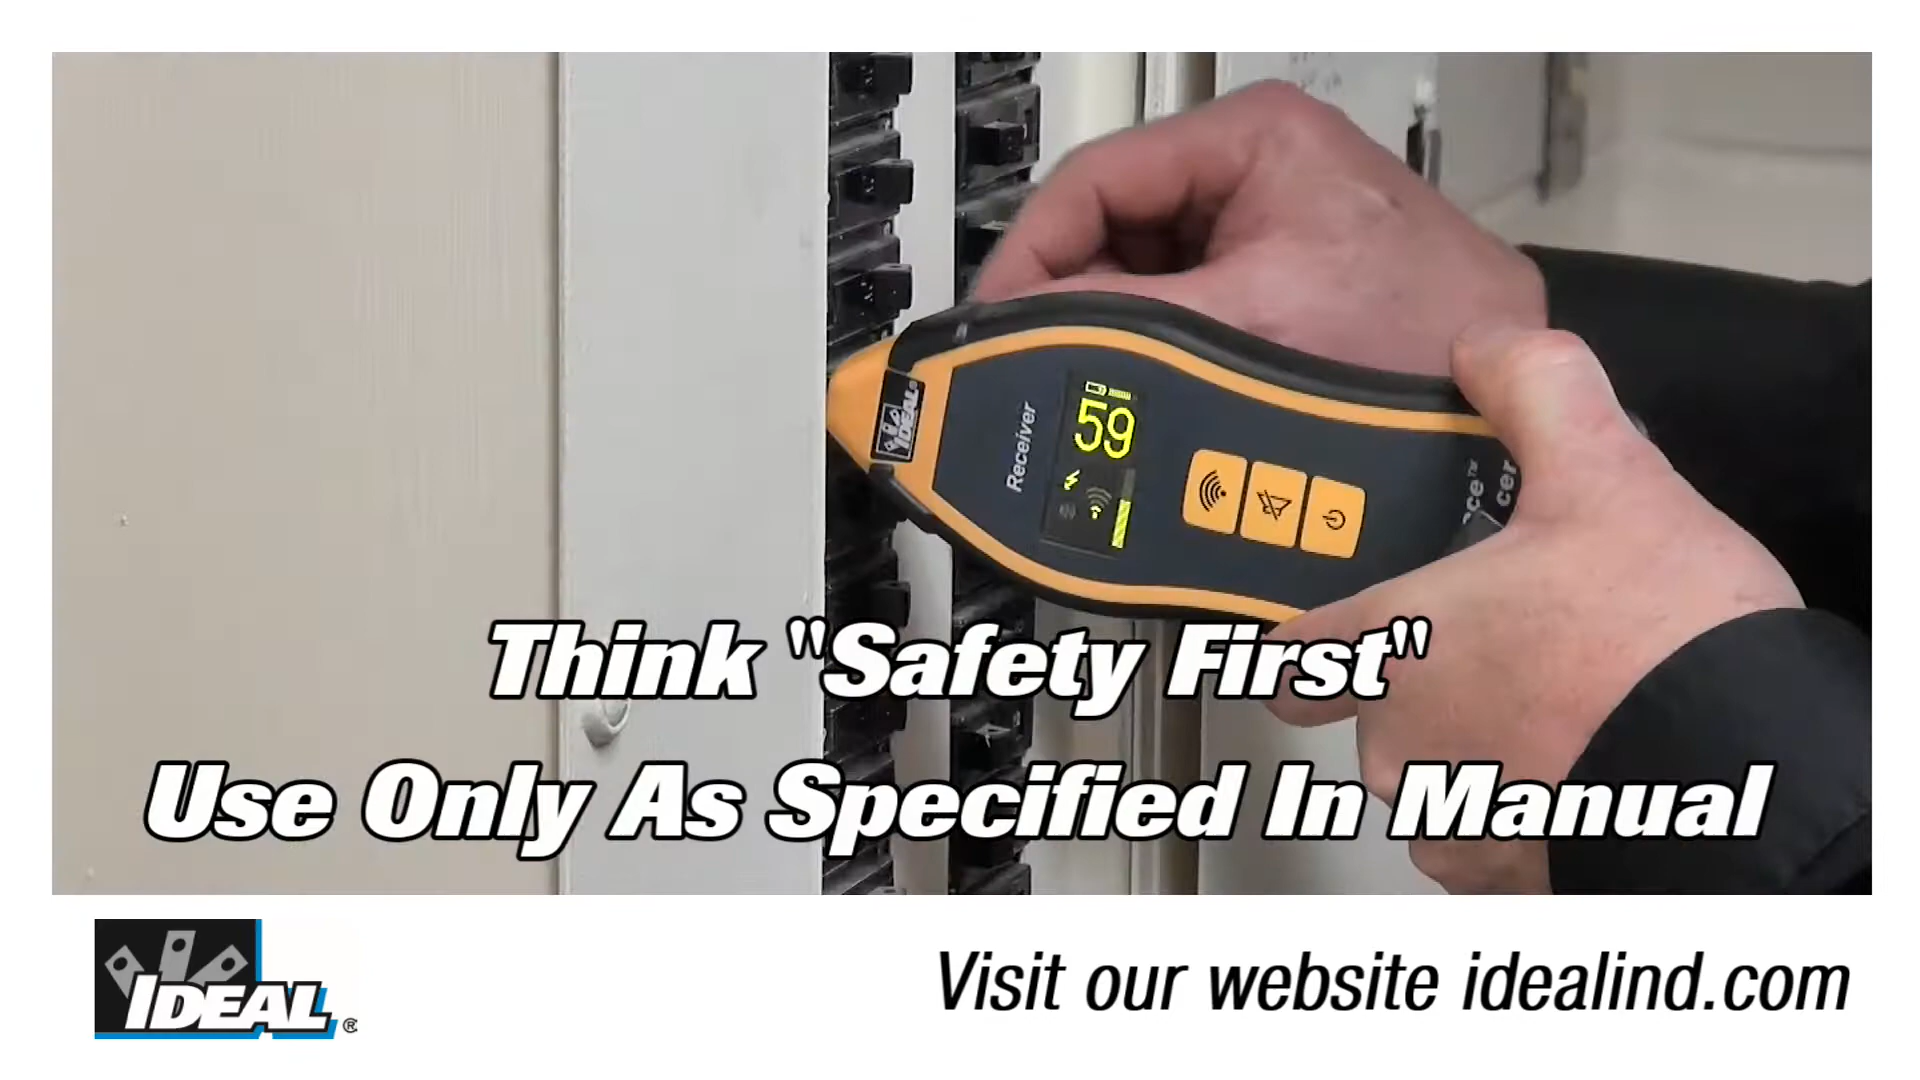 IDEAL
Receiver
59
Think "Safety First"
Use Only As Specified In Manual
IDEAL®
Visit our website idealind.com